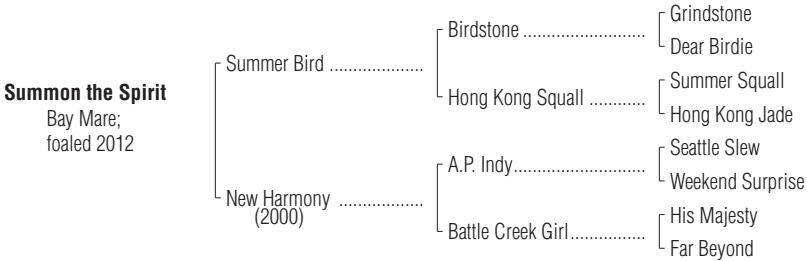 Grindstone
Birdstone ..........................
Dear Birdie
Summer Bird ....................
Summer Squall
Hong Kong Squall ............
Hong Kong Jade
Summon the Spirit
Bay Mare;
foaled 2012
Seattle Slew
A.P. Indy............................
Weekend Surprise
New Harmony ..................
(2000)
His Majesty
Battle Creek Girl................
Far Beyond